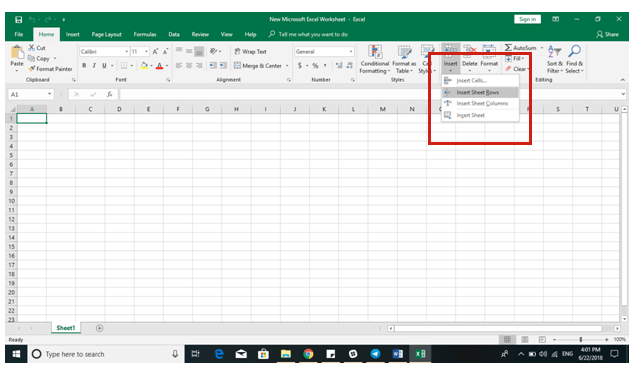 New Microsoft Excel Worksheet - Excel
Sign in
File Home Insert Page Layout Formulas Data Review View Help Tell me what you want to do Share
Paste
Cut
Copy
Format Painter
Clipboard
Calibri 11 A A
B I U A
Font
Wrap Text
Merge & Center
Alignment
General
$ % ,
Number
Conditional Formatting
Format as Table
Styles
Insert Delete Format
Insert Cells...
Insert Sheet Rows
Insert Sheet Columns
Insert Sheet
AutoSum
Fill
Clear
Sort & Filter
Find & Select
Editing
A1 fx
A B C D E F G H I J K L M N T U
1
2
3
4
5
6
7
8
9
10
11
12
13
14
15
16
17
18
19
20
21
22
23
Sheet1
Ready 100%
Type here to search
ENG
4:01 PM
6/22/2018